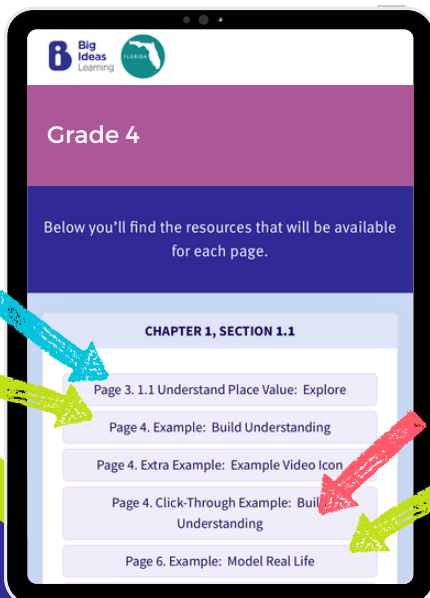 Big
Ideas
Learning
FLORIDA
Grade 4
Below you’ll find the resources that will be available
for each page.
CHAPTER 1, SECTION 1.1
Page 3. 1.1 Understand Place Value: Explore
Page 4. Example: Build Understanding
Page 4. Extra Example: Example Video Icon
Page 4. Click-Through Example: Build
Understanding
Page 6. Example: Model Real Life